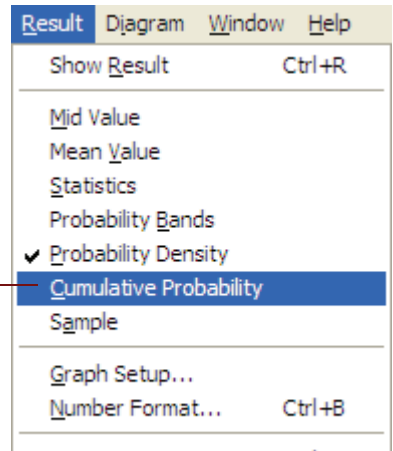 Result Diagram Window Help
Show Result Ctrl+R
Mid Value
Mean Value
Statistics
Probability Bands
Probability Density
Cumulative Probability
Sample
Graph Setup...
Number Format... Ctrl+B